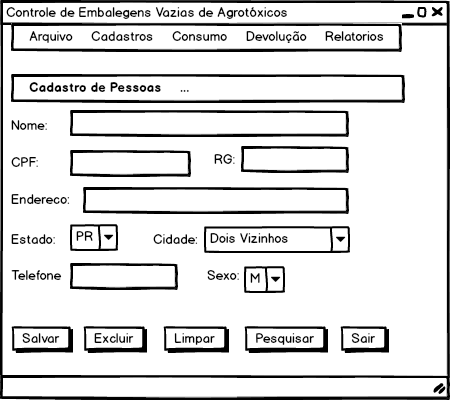 Controle de Embalegens Vazias de Agrotóxicos
Arquivo Cadastros Consumo Devolução Relatorios
Cadastro de Pessoas ...
Nome:
CPF: RG:
Endereco:
Estado: PR Cidade: Dois Vizinhos
Telefone Sexo: M
Salvar Excluir Limpar Pesquisar Sair